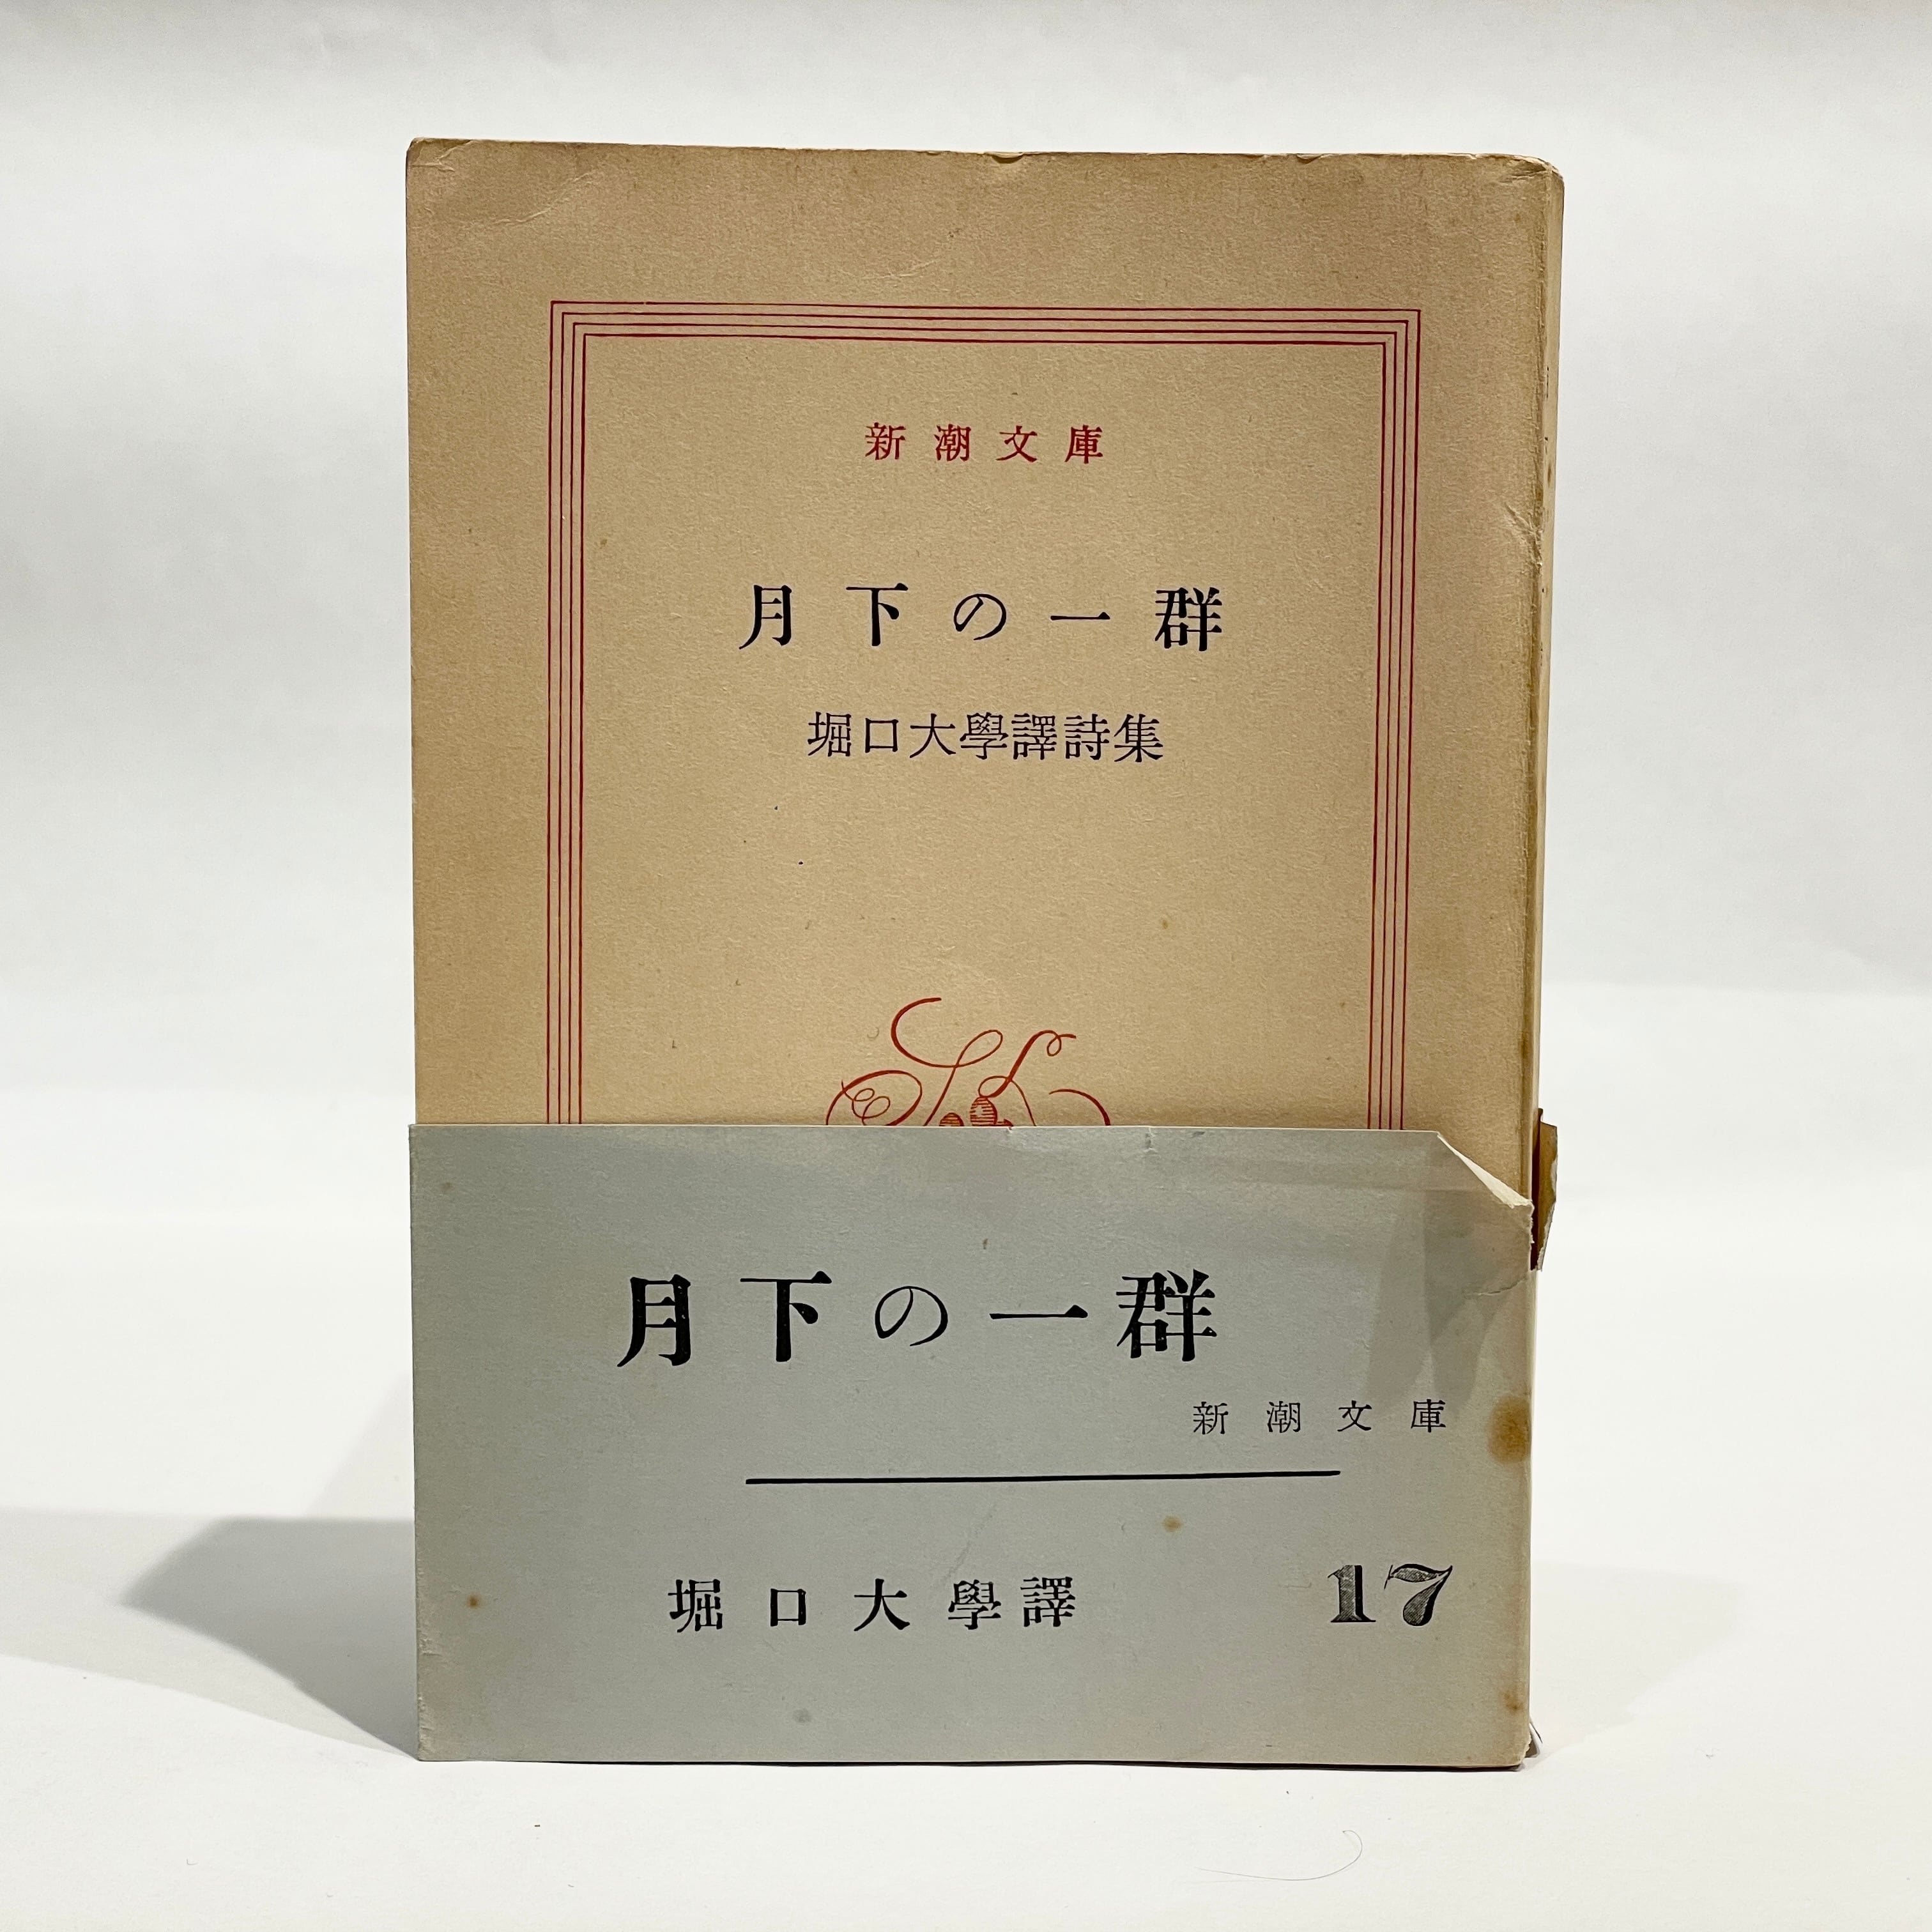 新潮文庫
月下の一群
堀口大學譯詩集
月下の一群
新潮文庫
堀口大學譯
17